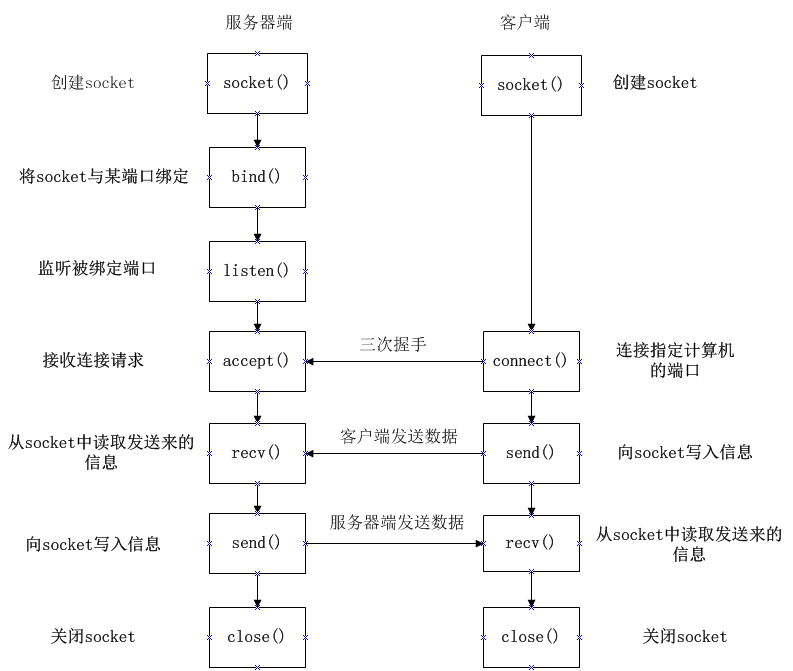 服务器端
客户端
创建socket
socket()
socket()
创建socket
将socket与某端口绑定
bind()
监听被绑定端口
listen()
接收连接请求
accept()
三次握手
connect()
连接指定计算机
的端口
从socket中读取发送来的
信息
recv()
客户端发送数据
send()
向socket写入信息
向socket写入信息
send()
服务器端发送数据
recv()
从socket中读取发送来的
信息
关闭socket
close()
close()
关闭socket